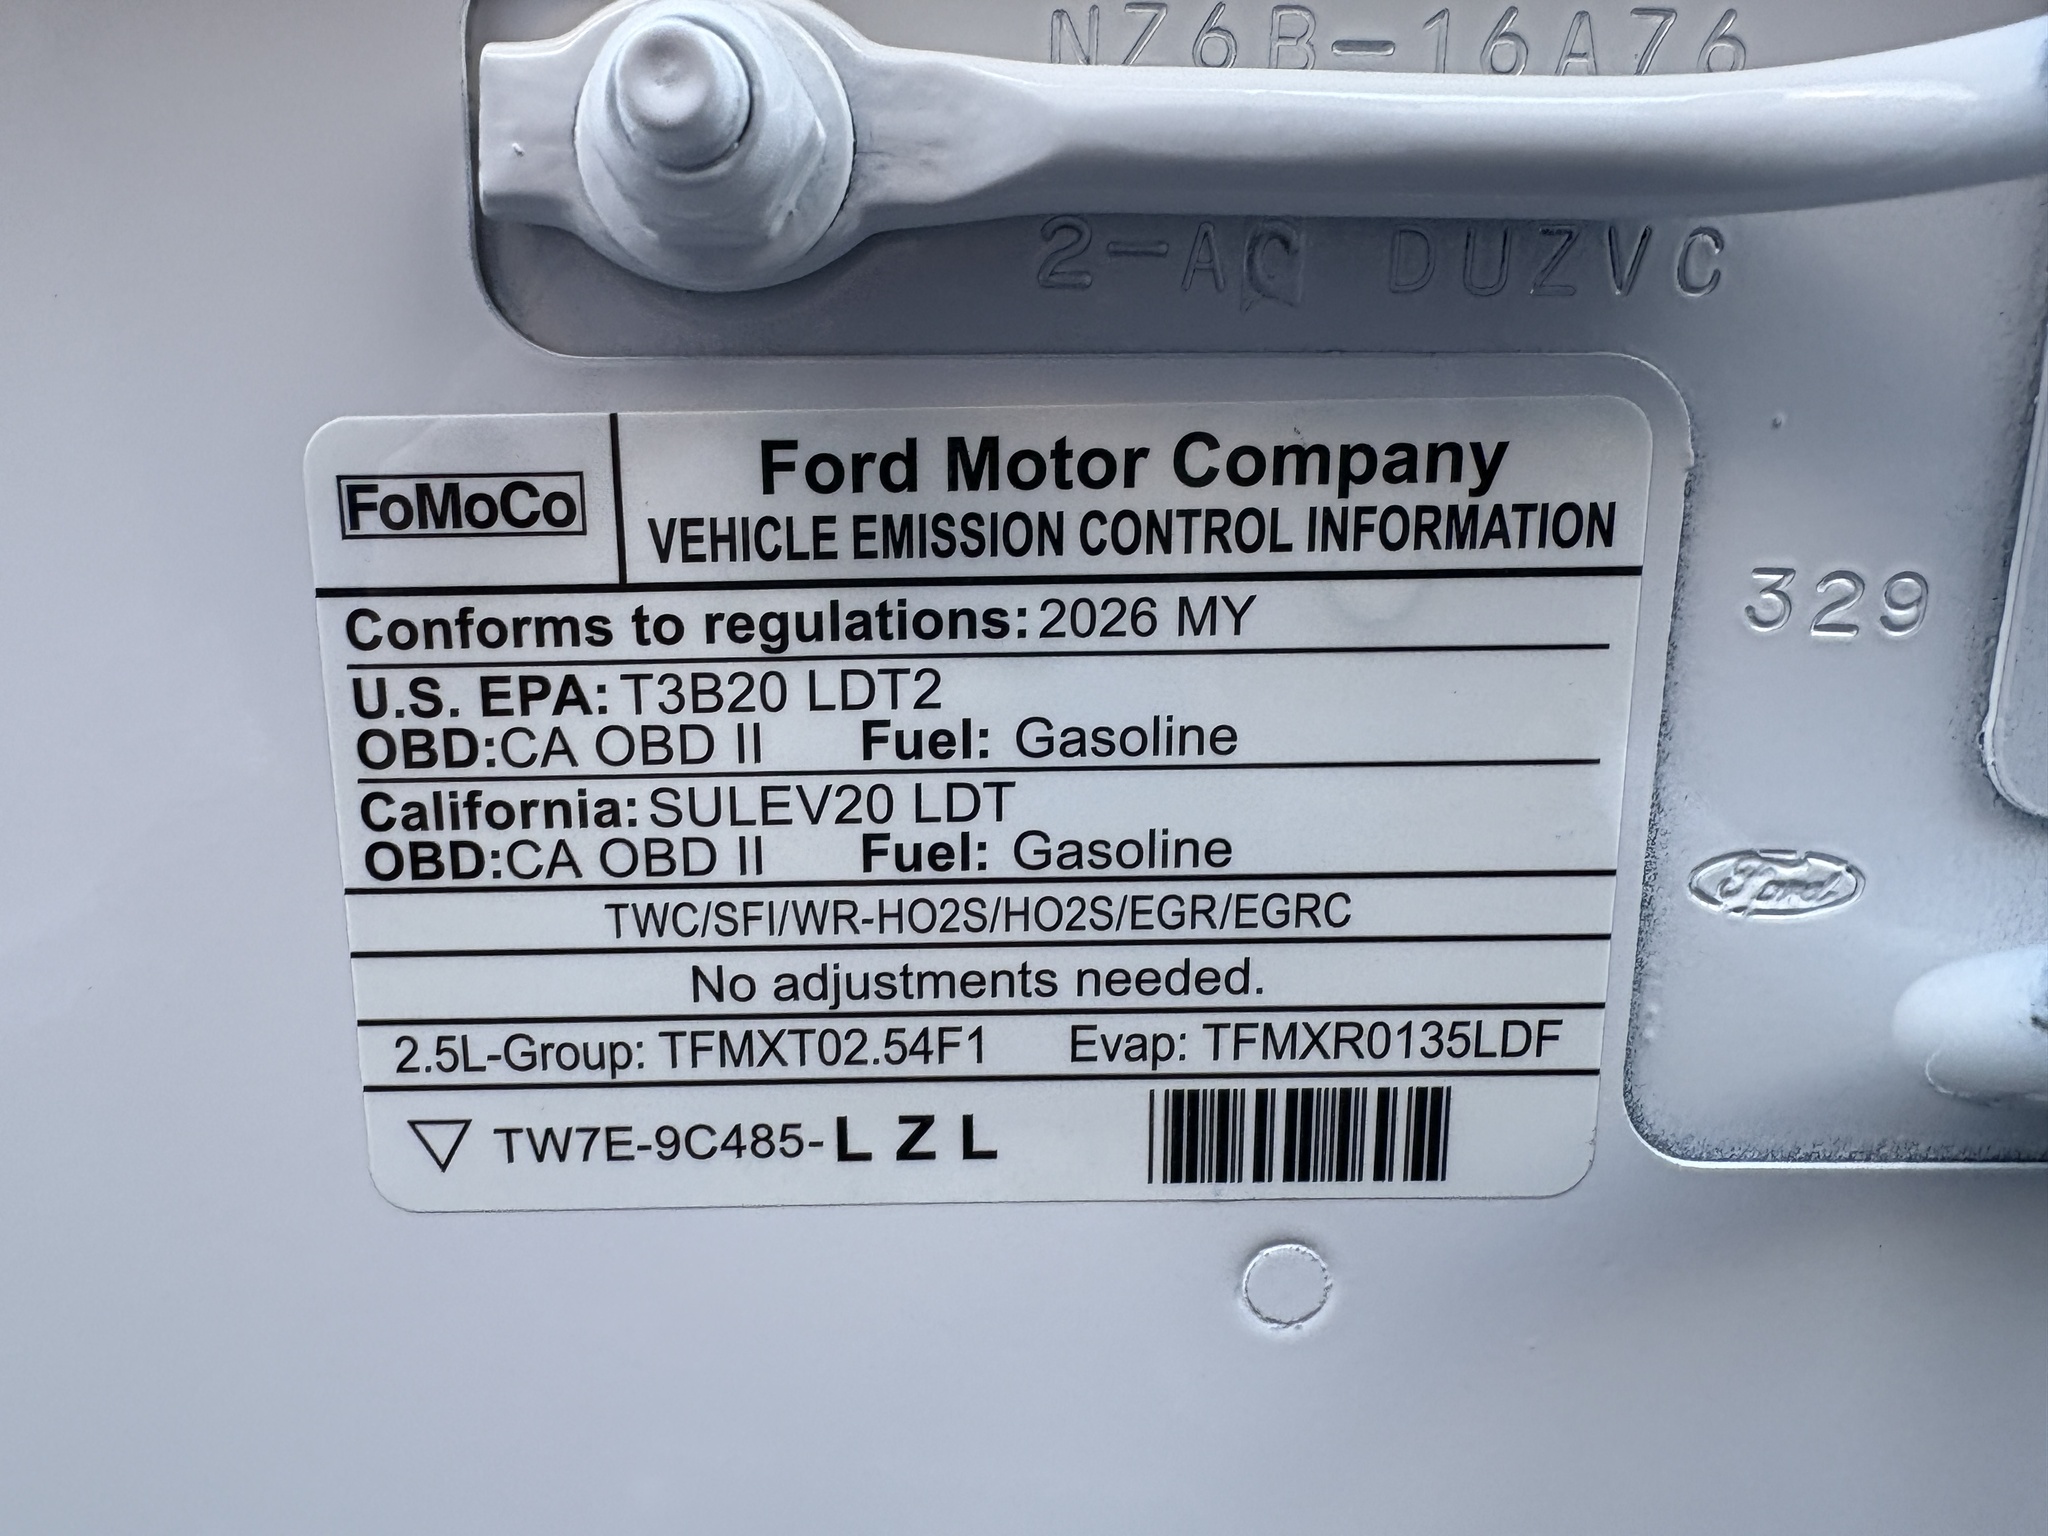 NZ6B-16A76
2-AC DUZVC
FoMoCo
Ford Motor Company
VEHICLE EMISSION CONTROL INFORMATION
Conforms to regulations: 2026 MY
U.S. EPA: T3B20 LDT2
OBD:CA OBD II Fuel: Gasoline
California: SULEV20 LDT
OBD:CA OBD II Fuel: Gasoline
TWC/SFI/WR-HO2S/HO2S/EGR/EGRC
No adjustments needed.
2.5L-Group: TFMXT02.54F1 Evap: TFMXR0135LDF
TW7E-9C485-L Z L
329
Ford